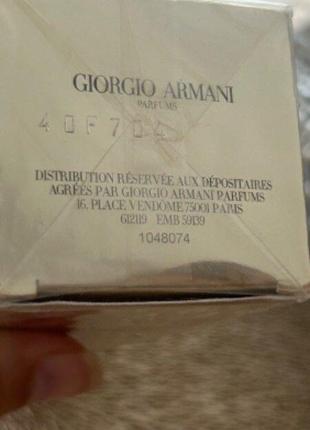 GIORGIO ARMANI
PARFUMS
40F704
DISTRIBUTION RÉSERVÉE AUX DÉPOSITAIRES
AGRÉÉS PAR GIORGIO ARMANI PARFUMS
16, PLACE VENDÔME 75001 PARIS
612119 EMB 59139
1048074